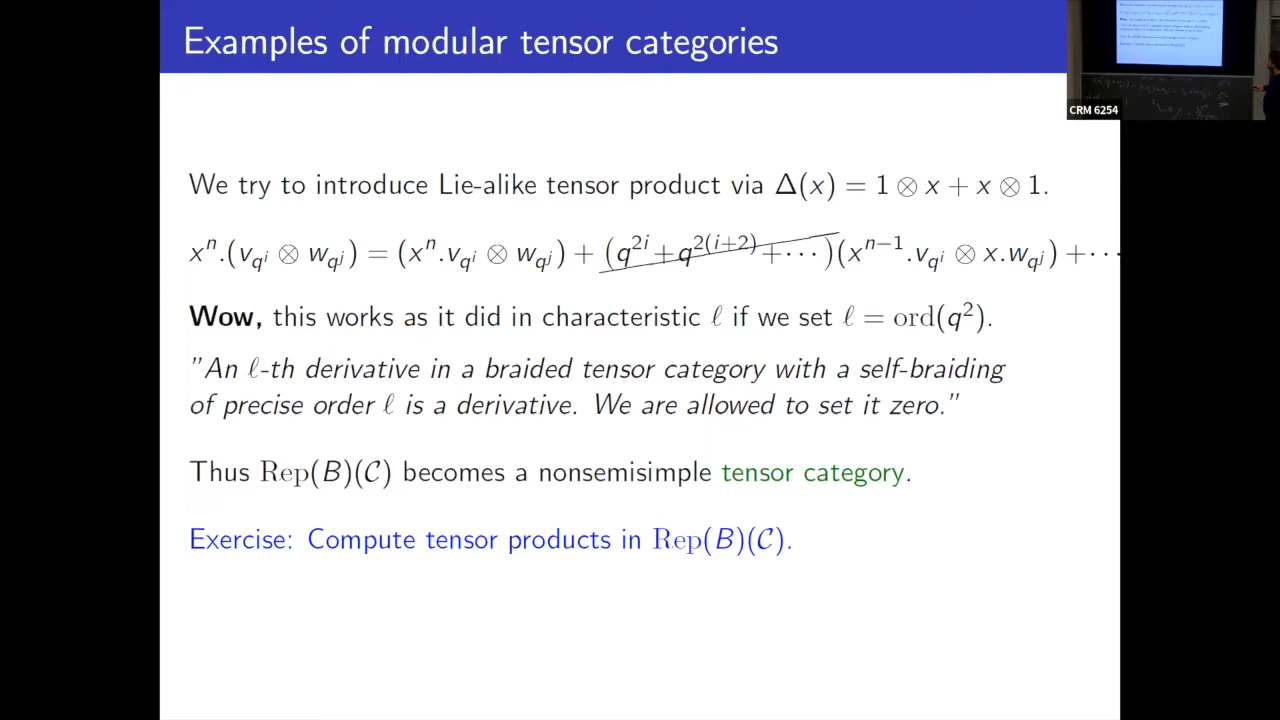 Examples of modular tensor categories
CRM 6254
We try to introduce Lie-alike tensor product via Δ(x) = 1 ⊗ x + x ⊗ 1.
xⁿ.(v_{q^i} ⊗ w_{q^j}) = (xⁿ.v_{q^i} ⊗ w_{q^j}) + (q^{2i} + q^{2(i+2)} + ⋯)(x^{n−1}.v_{q^i} ⊗ x.w_{q^j}) + ⋯
Wow, this works as it did in characteristic ℓ if we set ℓ = ord(q²).
"An ℓ-th derivative in a braided tensor category with a self-braiding
of precise order ℓ is a derivative. We are allowed to set it zero."
Thus Rep(B)(𝒞) becomes a nonsemisimple tensor category.
Exercise: Compute tensor products in Rep(B)(𝒞).